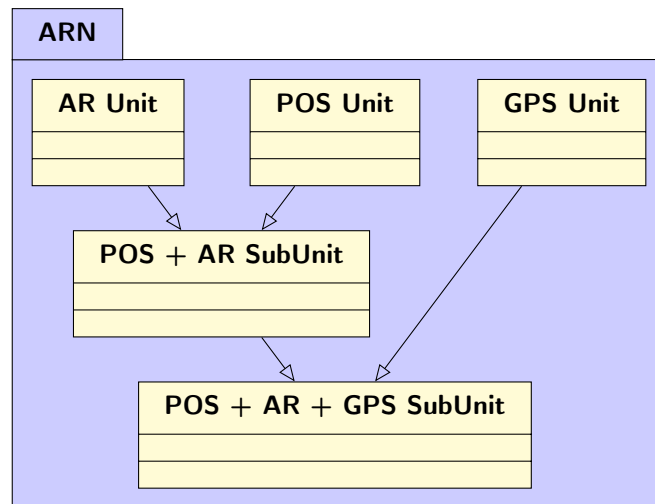 ARN
AR Unit
POS Unit
GPS Unit
POS + AR SubUnit
POS + AR + GPS SubUnit